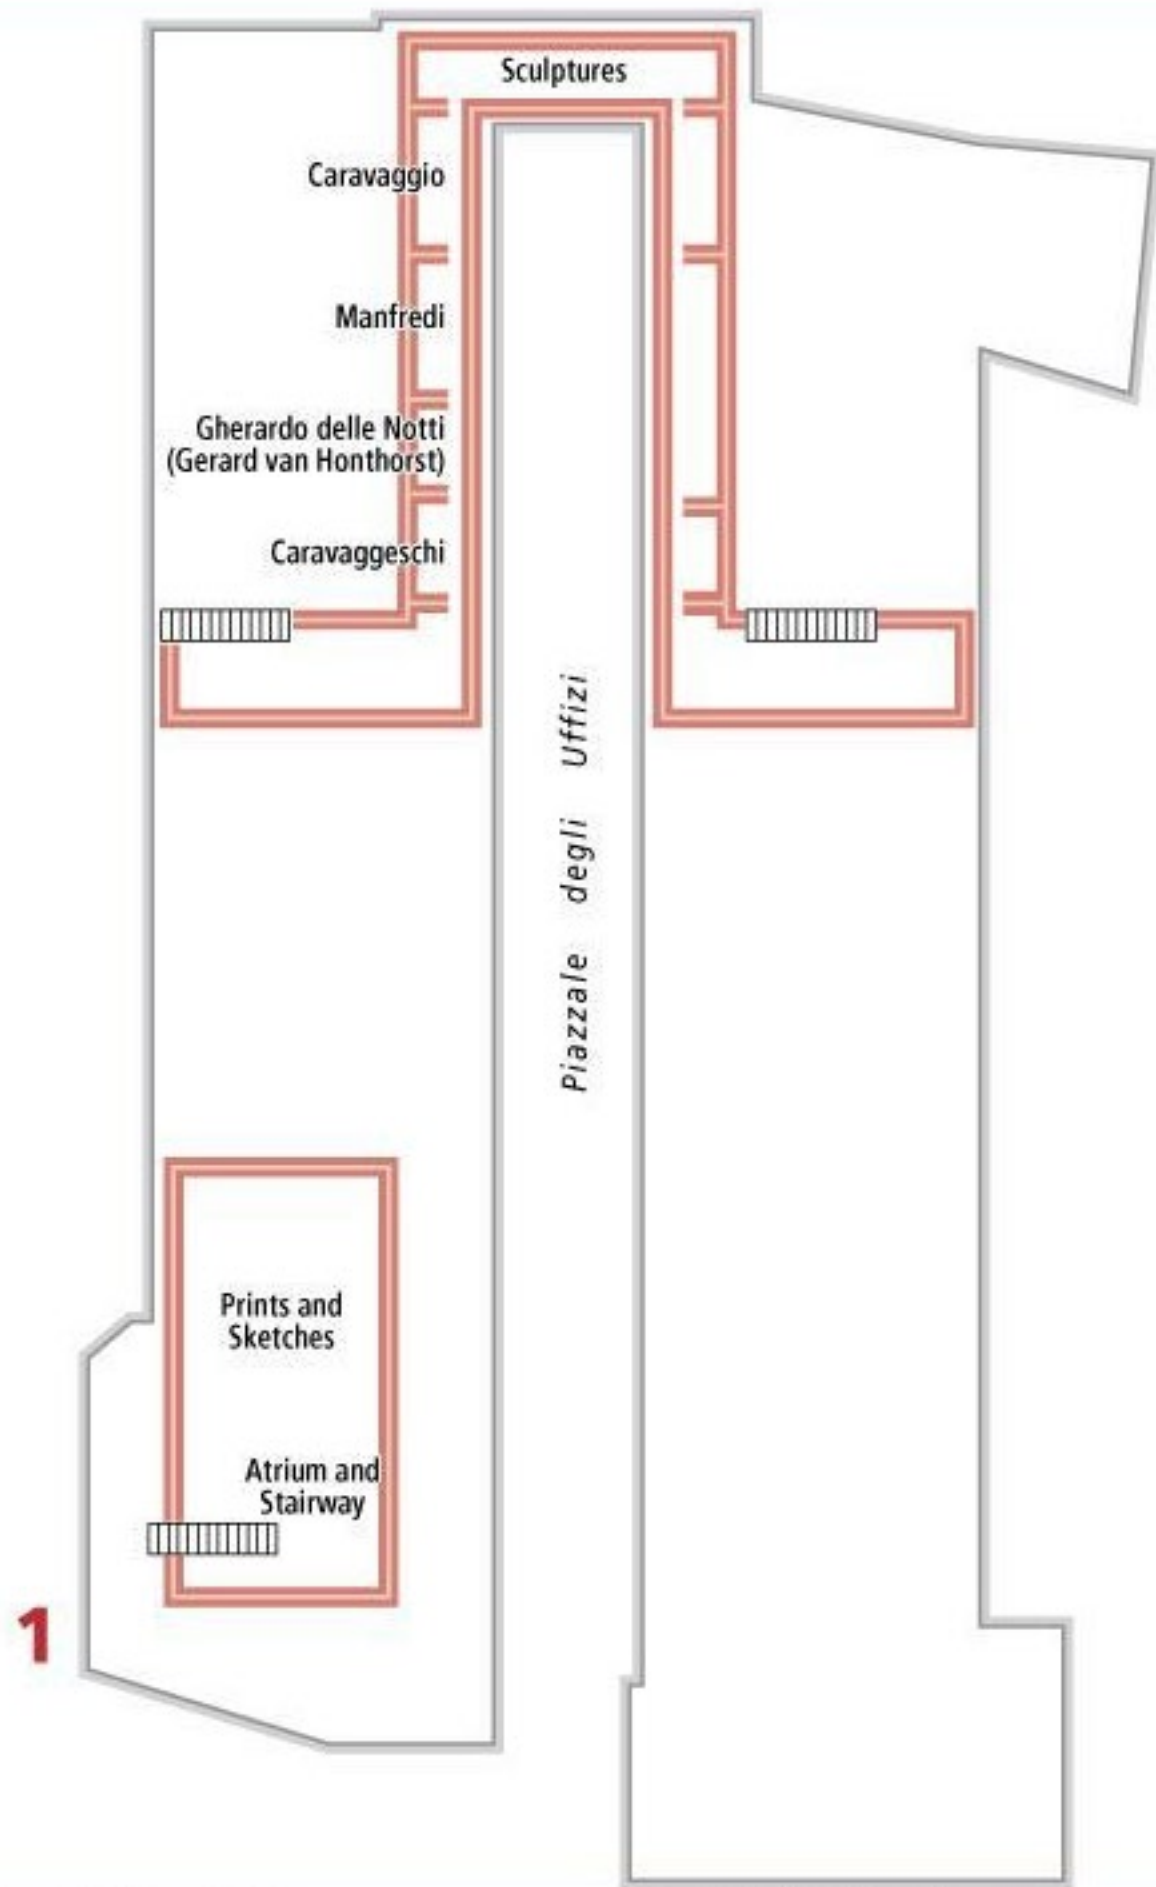 Sculptures
Caravaggio
Manfredi
Gherardo delle Notti
(Gerard van Honthorst)
Caravaggeschi
Piazzale degli Uffizi
Prints and
Sketches
Atrium and
Stairway
1